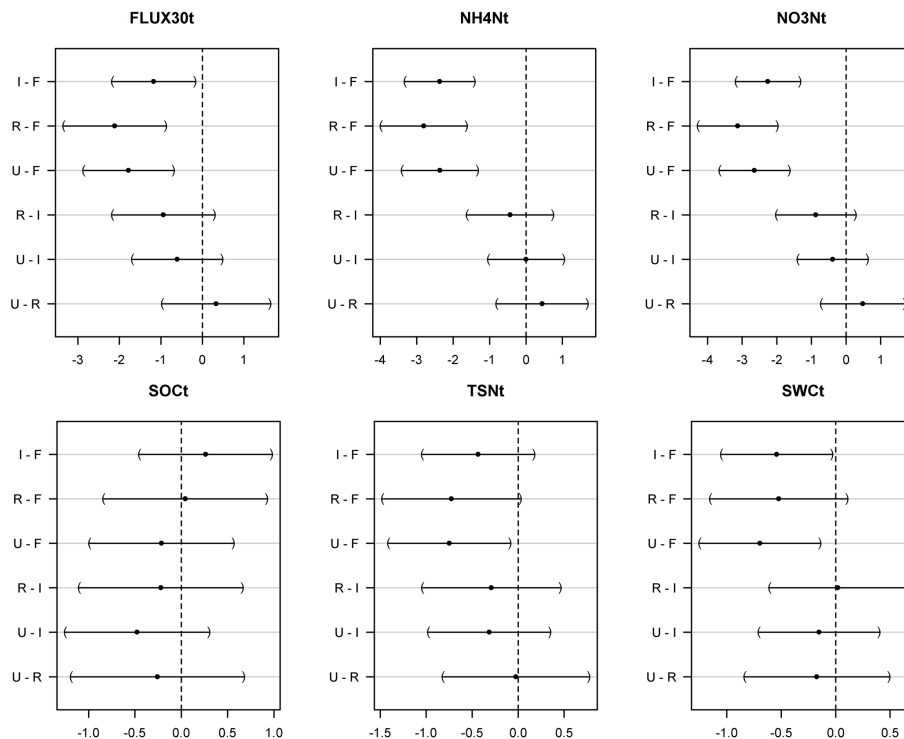 FLUX30t
I - F
R - F
U - F
R - I
U - I
U - R
-3 -2 -1 0 1
NH4Nt
I - F
R - F
U - F
R - I
U - I
U - R
-4 -3 -2 -1 0 1
NO3Nt
I - F
R - F
U - F
R - I
U - I
U - R
-4 -3 -2 -1 0 1
SOCt
I - F
R - F
U - F
R - I
U - I
U - R
-1.0 -0.5 0.0 0.5 1.0
TSNt
I - F
R - F
U - F
R - I
U - I
U - R
-1.5 -1.0 -0.5 0.0 0.5
SWCt
I - F
R - F
U - F
R - I
U - I
U - R
-1.0 -0.5 0.0 0.5